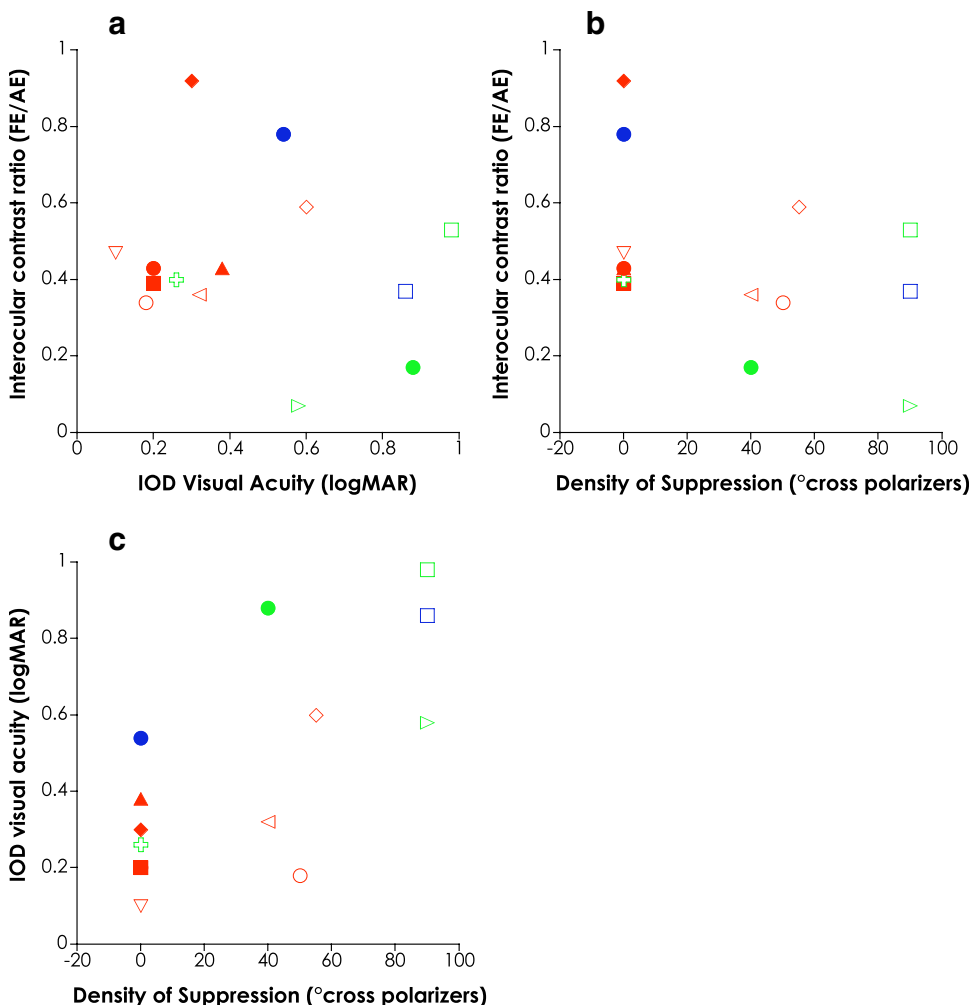 a
Interocular contrast ratio (FE/AE)
1
0.8
0.6
0.4
0.2
0
0 0.2 0.4 0.6 0.8 1
IOD Visual Acuity (logMAR)
b
Interocular contrast ratio (FE/AE)
1
0.8
0.6
0.4
0.2
0
-20 0 20 40 60 80 100
Density of Suppression (°cross polarizers)
c
IOD visual acuity (logMAR)
1
0.8
0.6
0.4
0.2
0
-20 0 20 40 60 80 100
Density of Suppression (°cross polarizers)